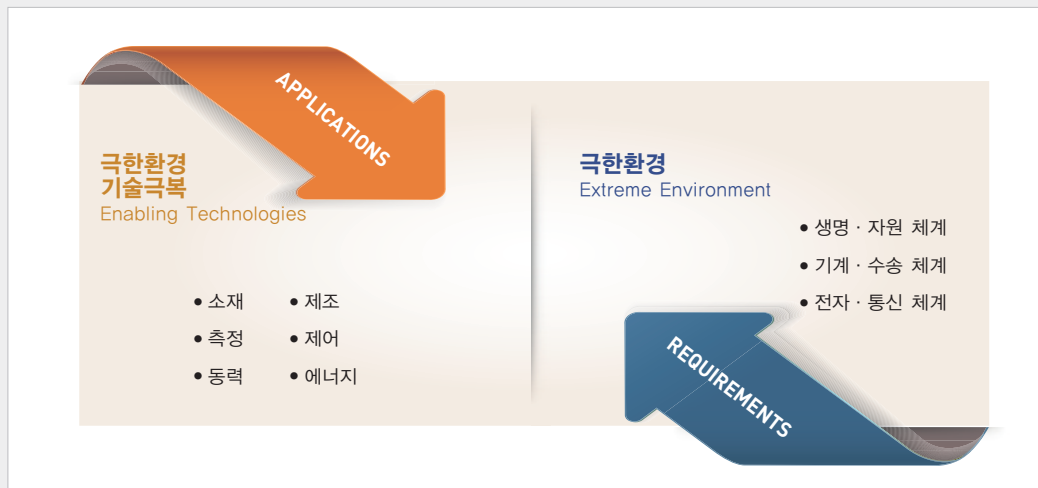 APPLICATIONS
극한환경
기술극복
Enabling Technologies
• 소재
• 제조
• 측정
• 제어
• 동력
• 에너지
극한환경
Extreme Environment
• 생명 · 자원 체계
• 기계 · 수송 체계
• 전자 · 통신 체계
REQUIREMENTS